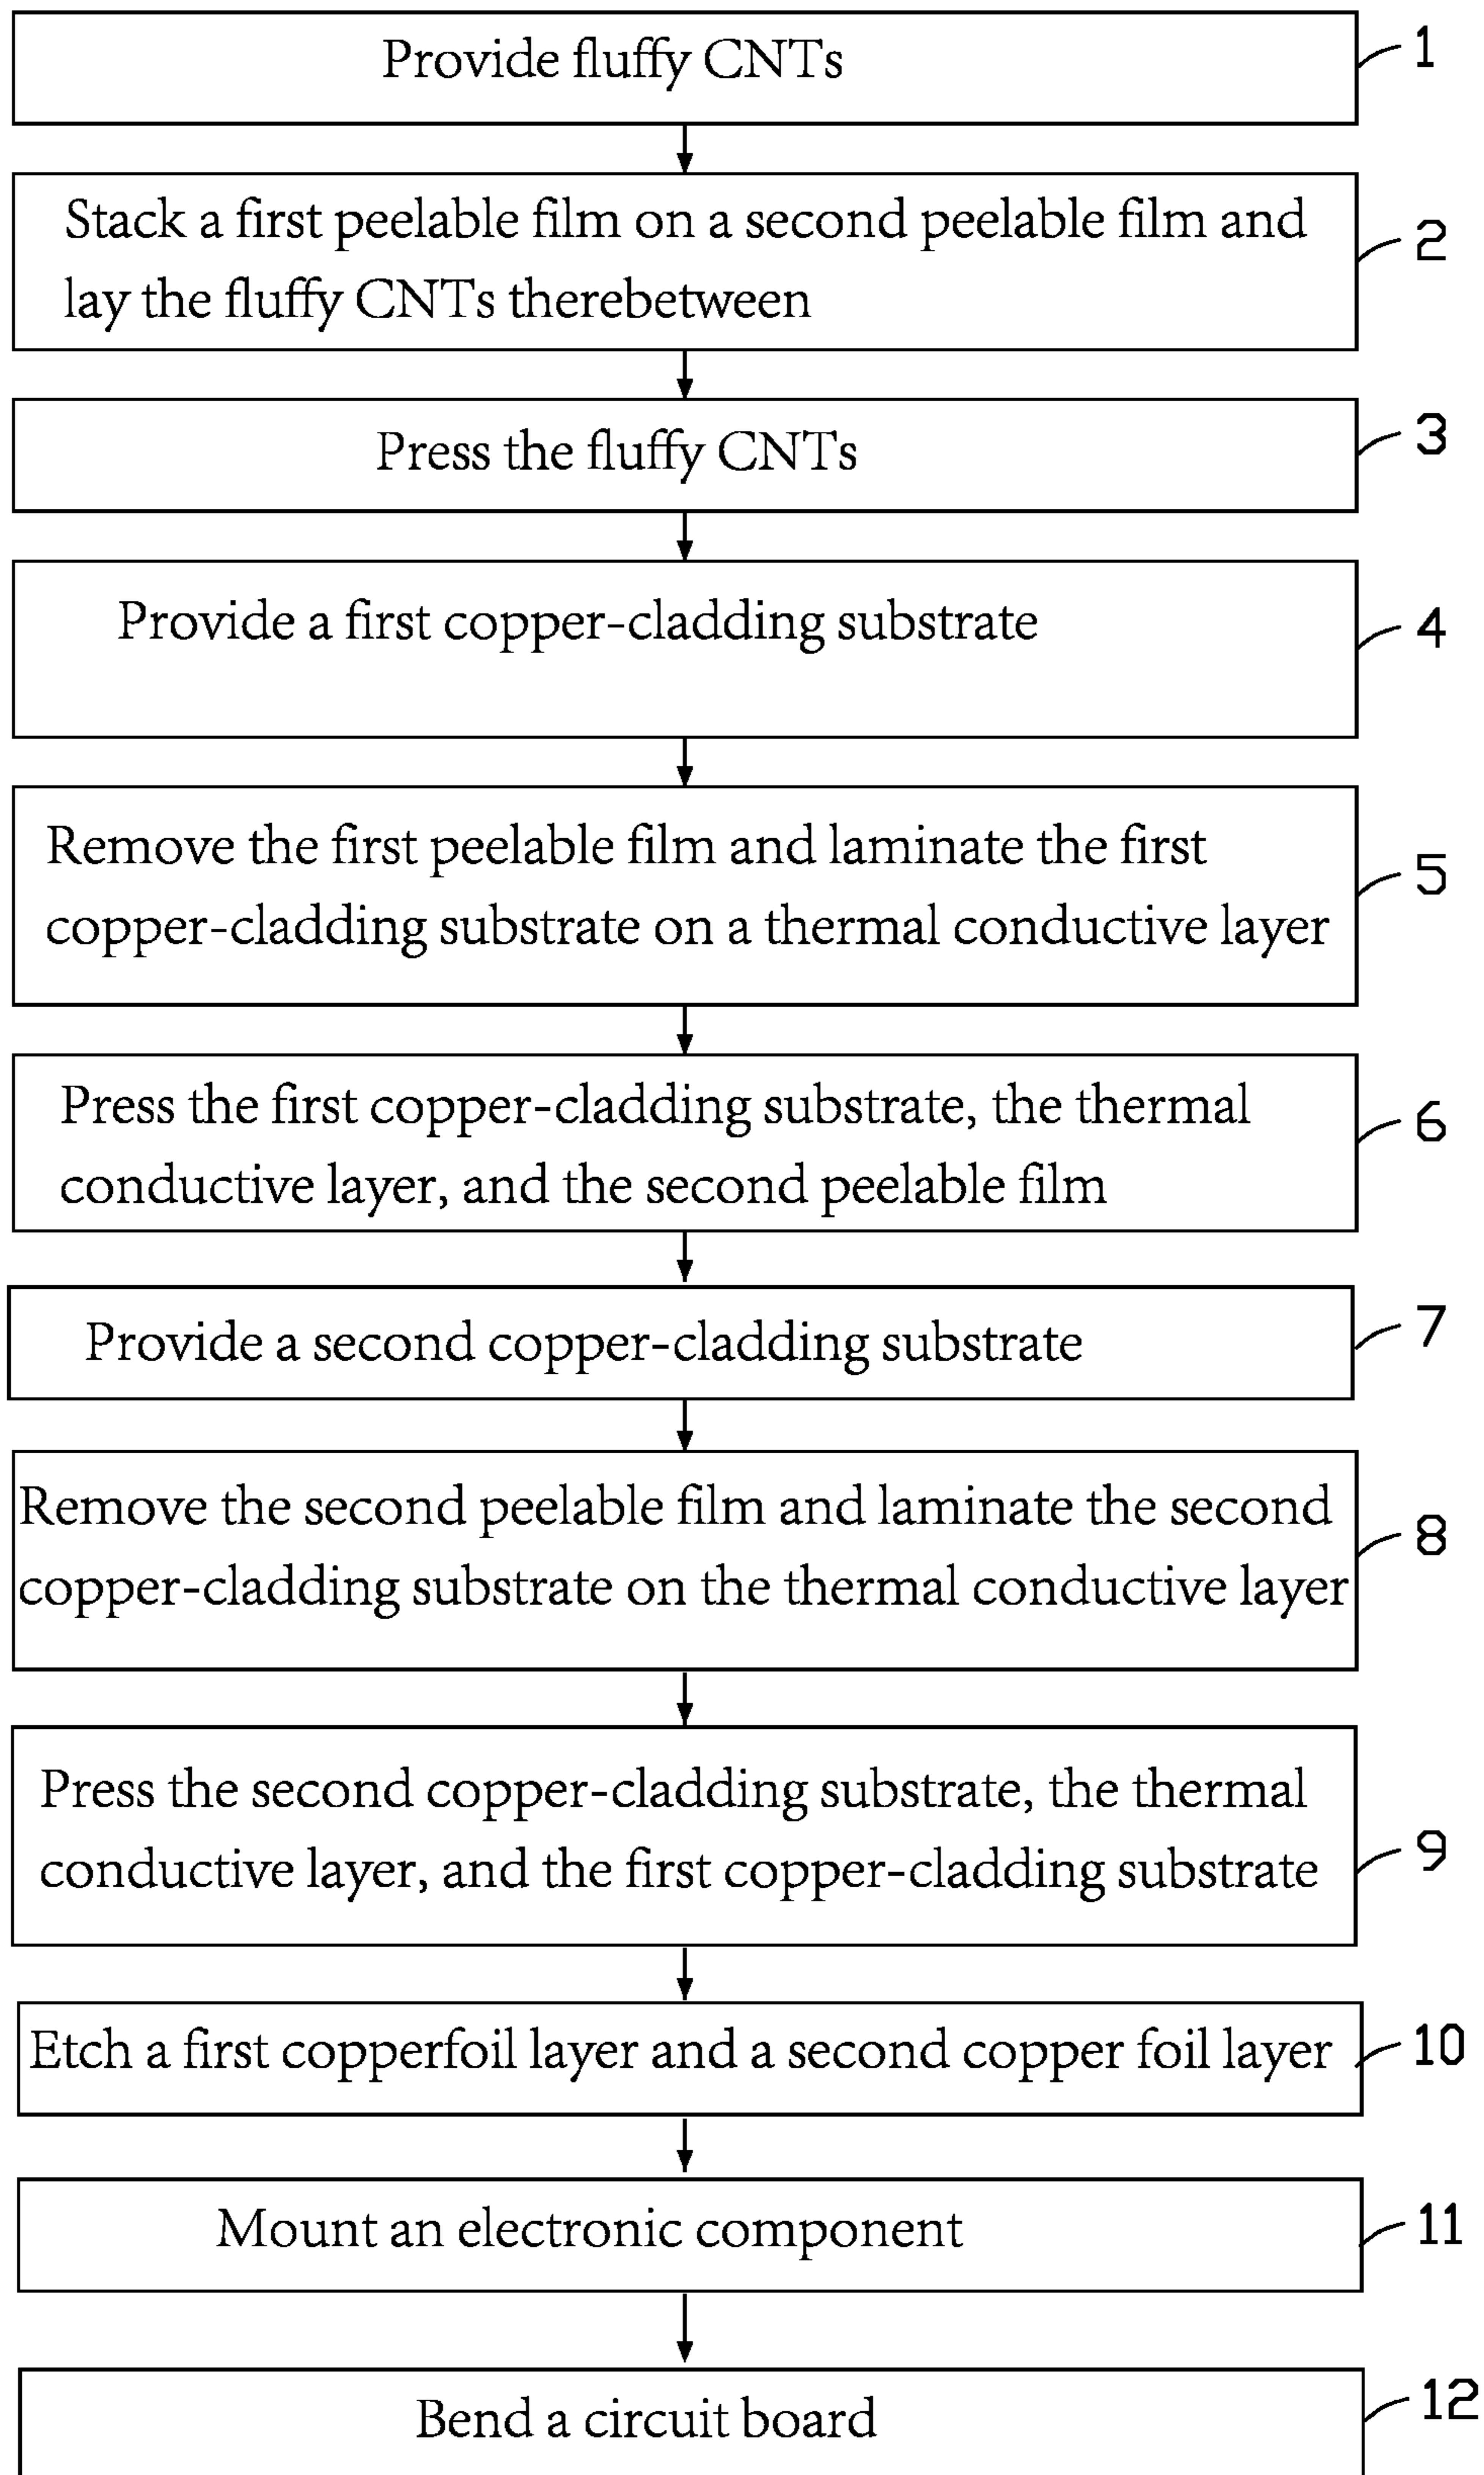 Provide fluffy CNTs
1
Stack a first peelable film on a second peelable film and
lay the fluffy CNTs therebetween
2
Press the fluffy CNTs
3
Provide a first copper-cladding substrate
4
Remove the first peelable film and laminate the first
copper-cladding substrate on a thermal conductive layer
5
Press the first copper-cladding substrate, the thermal
conductive layer, and the second peelable film
6
Provide a second copper-cladding substrate
7
Remove the second peelable film and laminate the second
copper-cladding substrate on the thermal conductive layer
8
Press the second copper-cladding substrate, the thermal
conductive layer, and the first copper-cladding substrate
9
Etch a first copperfoil layer and a second copper foil layer
10
Mount an electronic component
11
Bend a circuit board
12